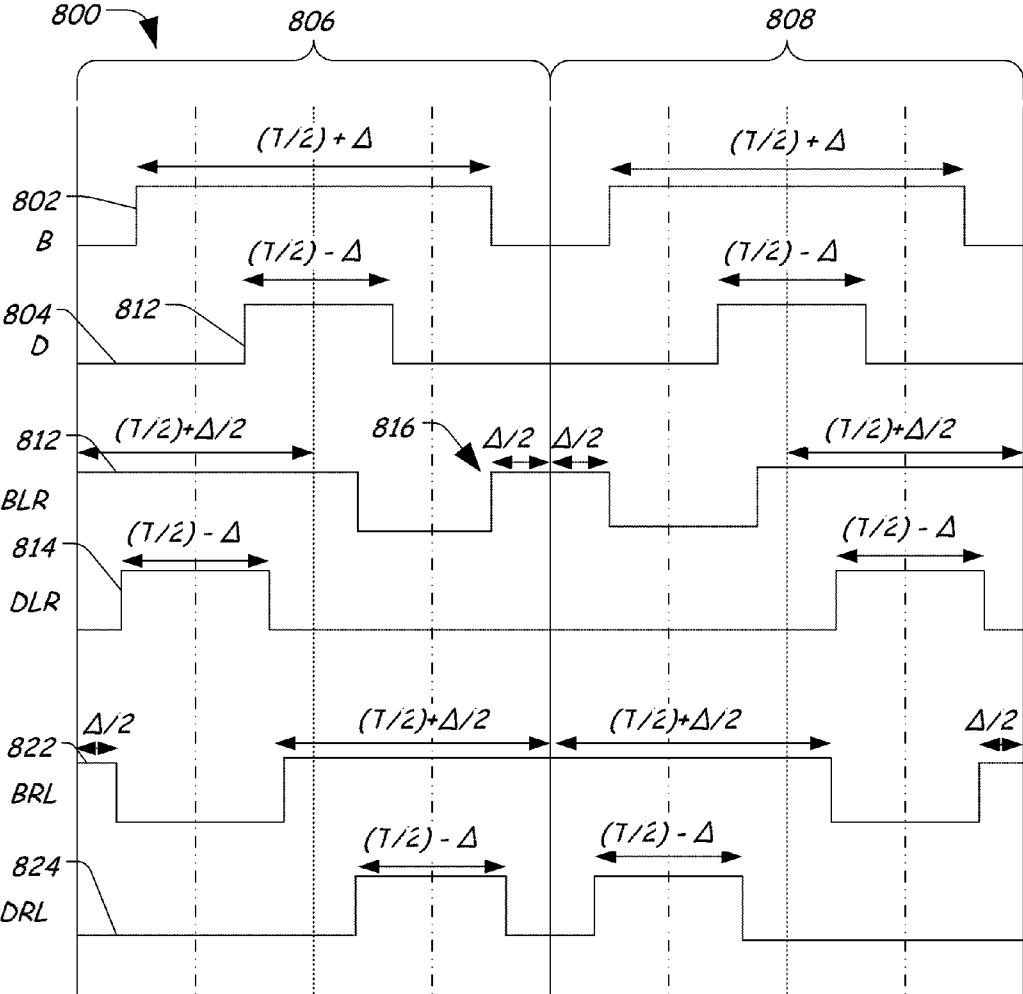 800
806
808
(T/2) + Δ
(T/2) + Δ
802
B
(T/2) - Δ
(T/2) - Δ
804
812
D
812
(T/2)+Δ/2
816
Δ/2
Δ/2
(T/2)+Δ/2
BLR
814
(T/2) - Δ
(T/2) - Δ
DLR
Δ/2
(T/2)+Δ/2
(T/2)+Δ/2
Δ/2
822
BRL
824
(T/2) - Δ
(T/2) - Δ
DRL